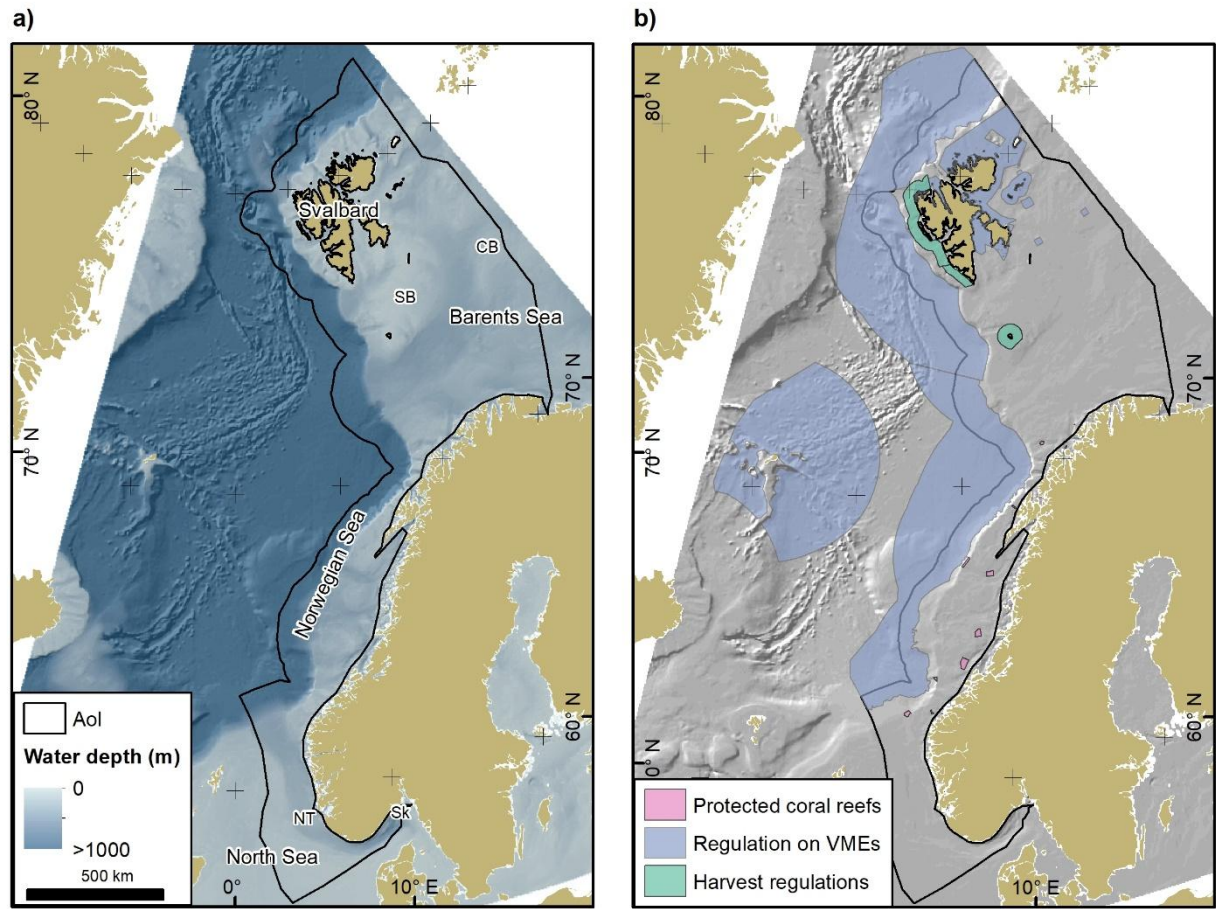 a)
80° N
Svalbard
CB
SB
Barents Sea
70° N
70° N
Norwegian Sea
60° N
AoI
Water depth (m)
0
>1000
500 km
NT
Sk
North Sea
0°
10° E
b)
80° N
70° N
70° N
60° N
0°
Protected coral reefs
Regulation on VMEs
Harvest regulations
10° E